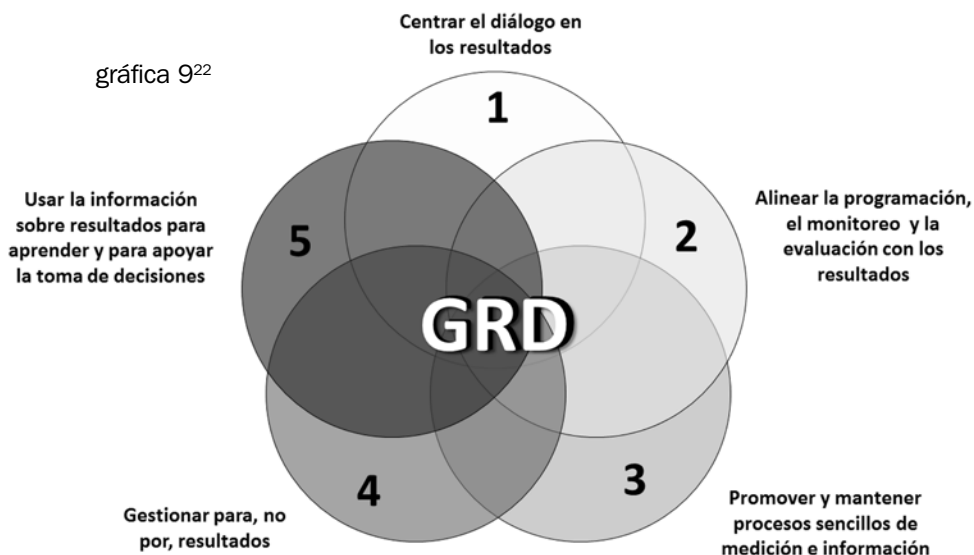 gráfica 9²²
Centrar el diálogo en
los resultados
1
Alinear la programación,
el monitoreo y la
evaluación con los
resultados
2
Promover y mantener
procesos sencillos de
medición e información
3
Gestionar para, no
por, resultados
4
Usar la información
sobre resultados para
aprender y para apoyar
la toma de decisiones
5
GRD